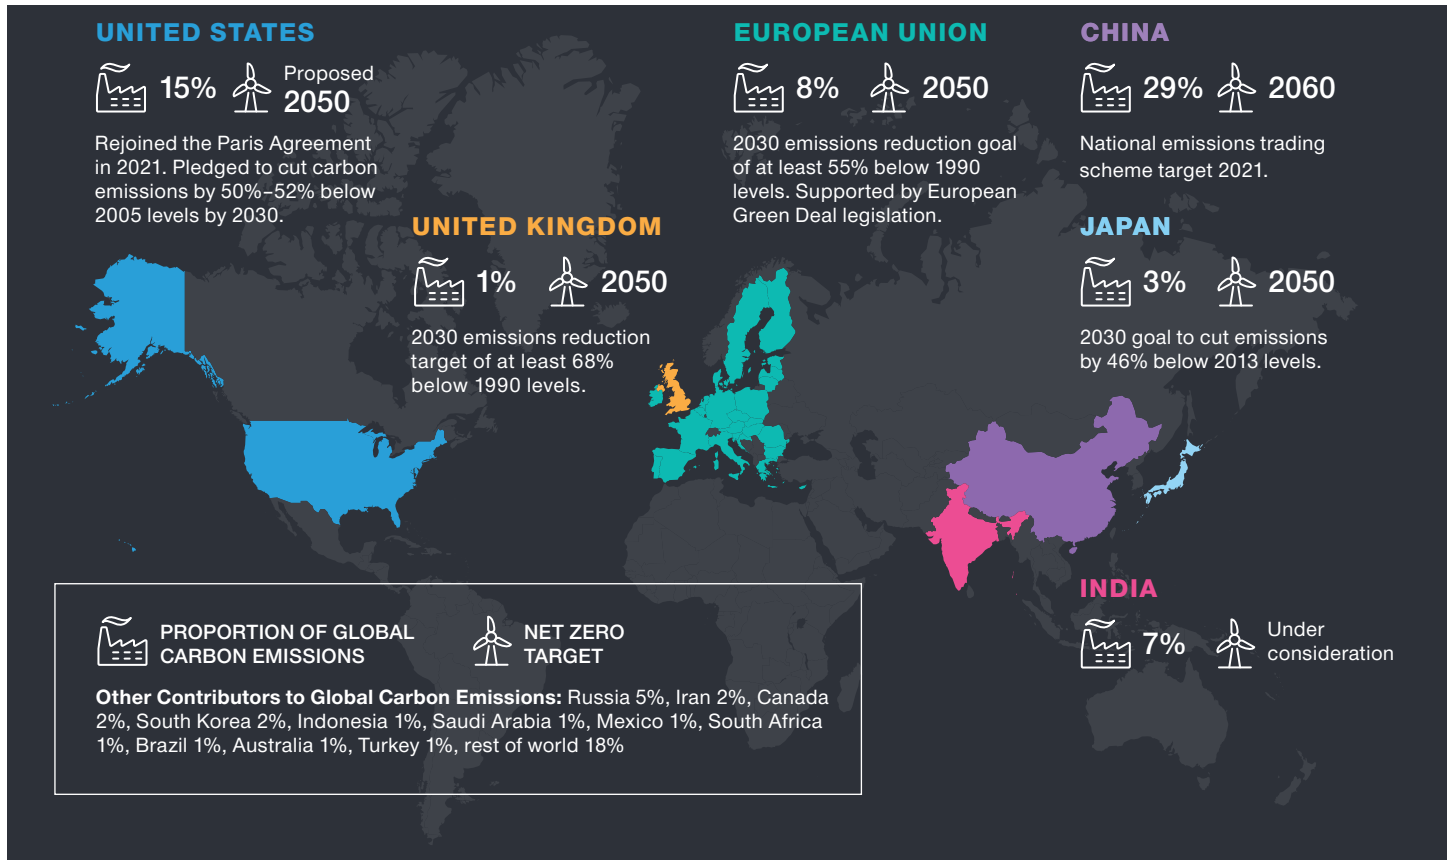 UNITED STATES
15%
Proposed
2050
Rejoined the Paris Agreement
in 2021. Pledged to cut carbon
emissions by 50%–52% below
2005 levels by 2030.
UNITED KINGDOM
1%
2050
2030 emissions reduction
target of at least 68%
below 1990 levels.
EUROPEAN UNION
8%
2050
2030 emissions reduction goal
of at least 55% below 1990
levels. Supported by European
Green Deal legislation.
CHINA
29%
2060
National emissions trading
scheme target 2021.
JAPAN
3%
2050
2030 goal to cut emissions
by 46% below 2013 levels.
INDIA
7%
Under
consideration
PROPORTION OF GLOBAL
CARBON EMISSIONS
NET ZERO
TARGET
Other Contributors to Global Carbon Emissions: Russia 5%, Iran 2%, Canada
2%, South Korea 2%, Indonesia 1%, Saudi Arabia 1%, Mexico 1%, South Africa
1%, Brazil 1%, Australia 1%, Turkey 1%, rest of world 18%